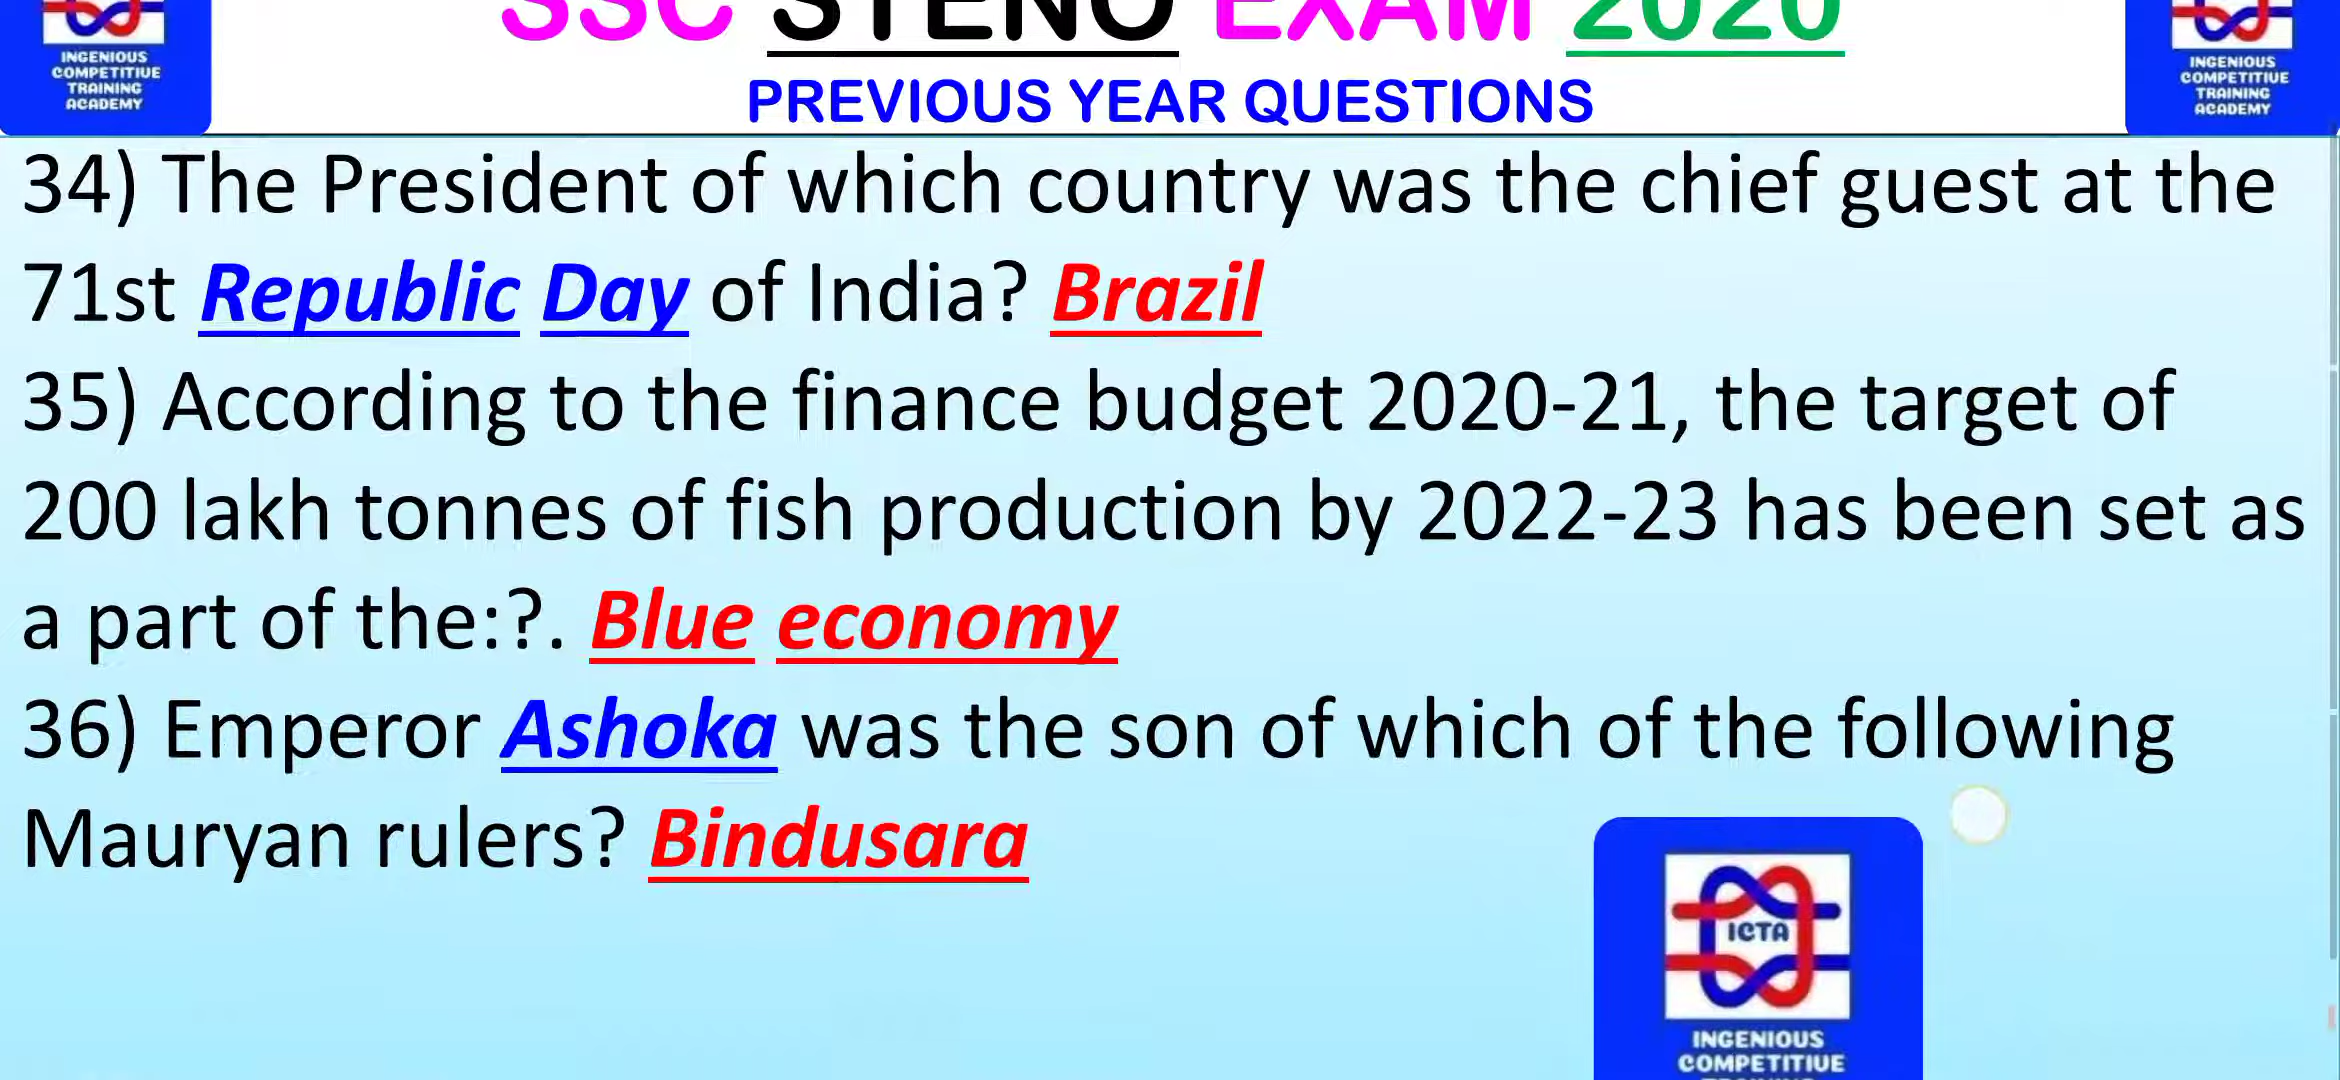 SSC STENO EXAM 2020
PREVIOUS YEAR QUESTIONS
INGENIOUS
COMPETITIVE
TRAINING
ACADEMY
INGENIOUS
COMPETITIVE
TRAINING
ACADEMY
34) The President of which country was the chief guest at the
71st Republic Day of India? Brazil
35) According to the finance budget 2020-21, the target of
200 lakh tonnes of fish production by 2022-23 has been set as
a part of the:?. Blue economy
36) Emperor Ashoka was the son of which of the following
Mauryan rulers? Bindusara
ICTA
INGENIOUS
COMPETITIVE